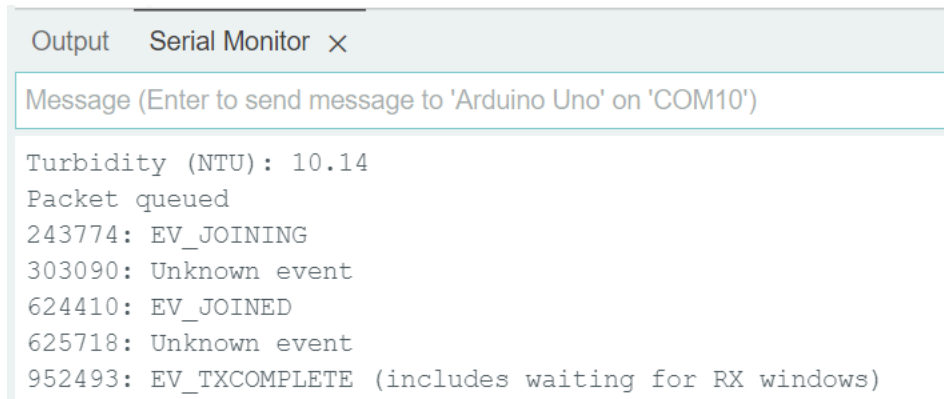 Output Serial Monitor ×
Message (Enter to send message to 'Arduino Uno' on 'COM10')
Turbidity (NTU): 10.14
Packet queued
243774: EV_JOINING
303090: Unknown event
624410: EV_JOINED
625718: Unknown event
952493: EV_TXCOMPLETE (includes waiting for RX windows)